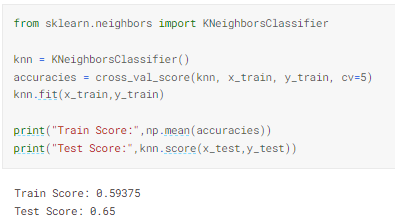 from sklearn.neighbors import KNeighborsClassifier
knn = KNeighborsClassifier()
accuracies = cross_val_score(knn, x_train, y_train, cv=5)
knn.fit(x_train,y_train)
print("Train Score:",np.mean(accuracies))
print("Test Score:",knn.score(x_test,y_test))
Train Score: 0.59375
Test Score: 0.65